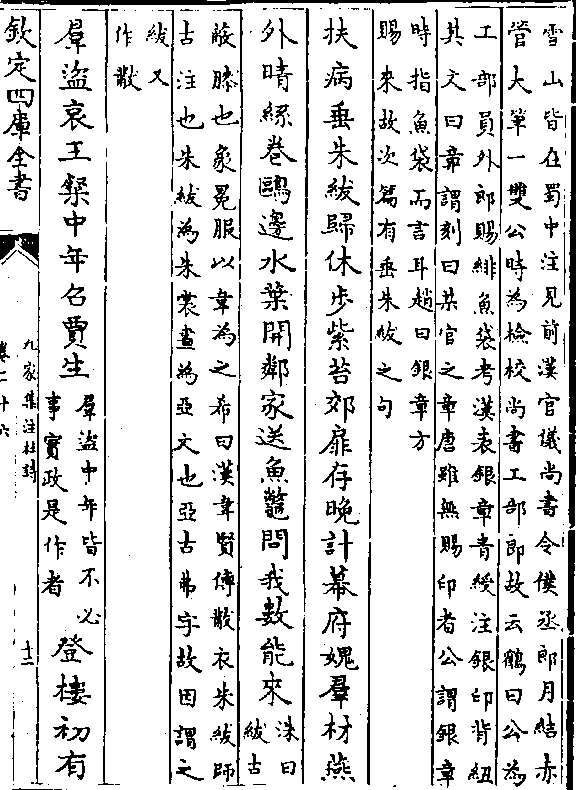 雪山皆在蜀中注見前漢官議尚書令僕丞郎月結赤
管大筆一雙公時為檢校尚書工部郎故云鶴曰公為
工部員外郎賜緋魚袋考漢表銀章青綬注銀印背紐
其文曰章謂刻曰某官之章唐雖無賜印者公謂銀章
時指魚袋而言耳趙曰銀章方
賜來故次篇有垂朱紱之句
扶病垂朱紱歸休步紫苔郊扉存晚計幕府媿羣材燕
外晴絲卷鷗邊水葉開鄰家送魚鼈問我數能來
洙曰
紱古
蔽膝也象冕服以韋為之希曰漢韋賢傳黻衣朱紱師
古注也朱紱為朱裳畫為亞文也亞古弗字故因謂之
紱又
作黻
羣盜哀王粲中年召賈生
羣盜中年皆不必
事實政是作者
登樓初有
欽定四庫全書
九家集注杜詩
卷二十六
十二